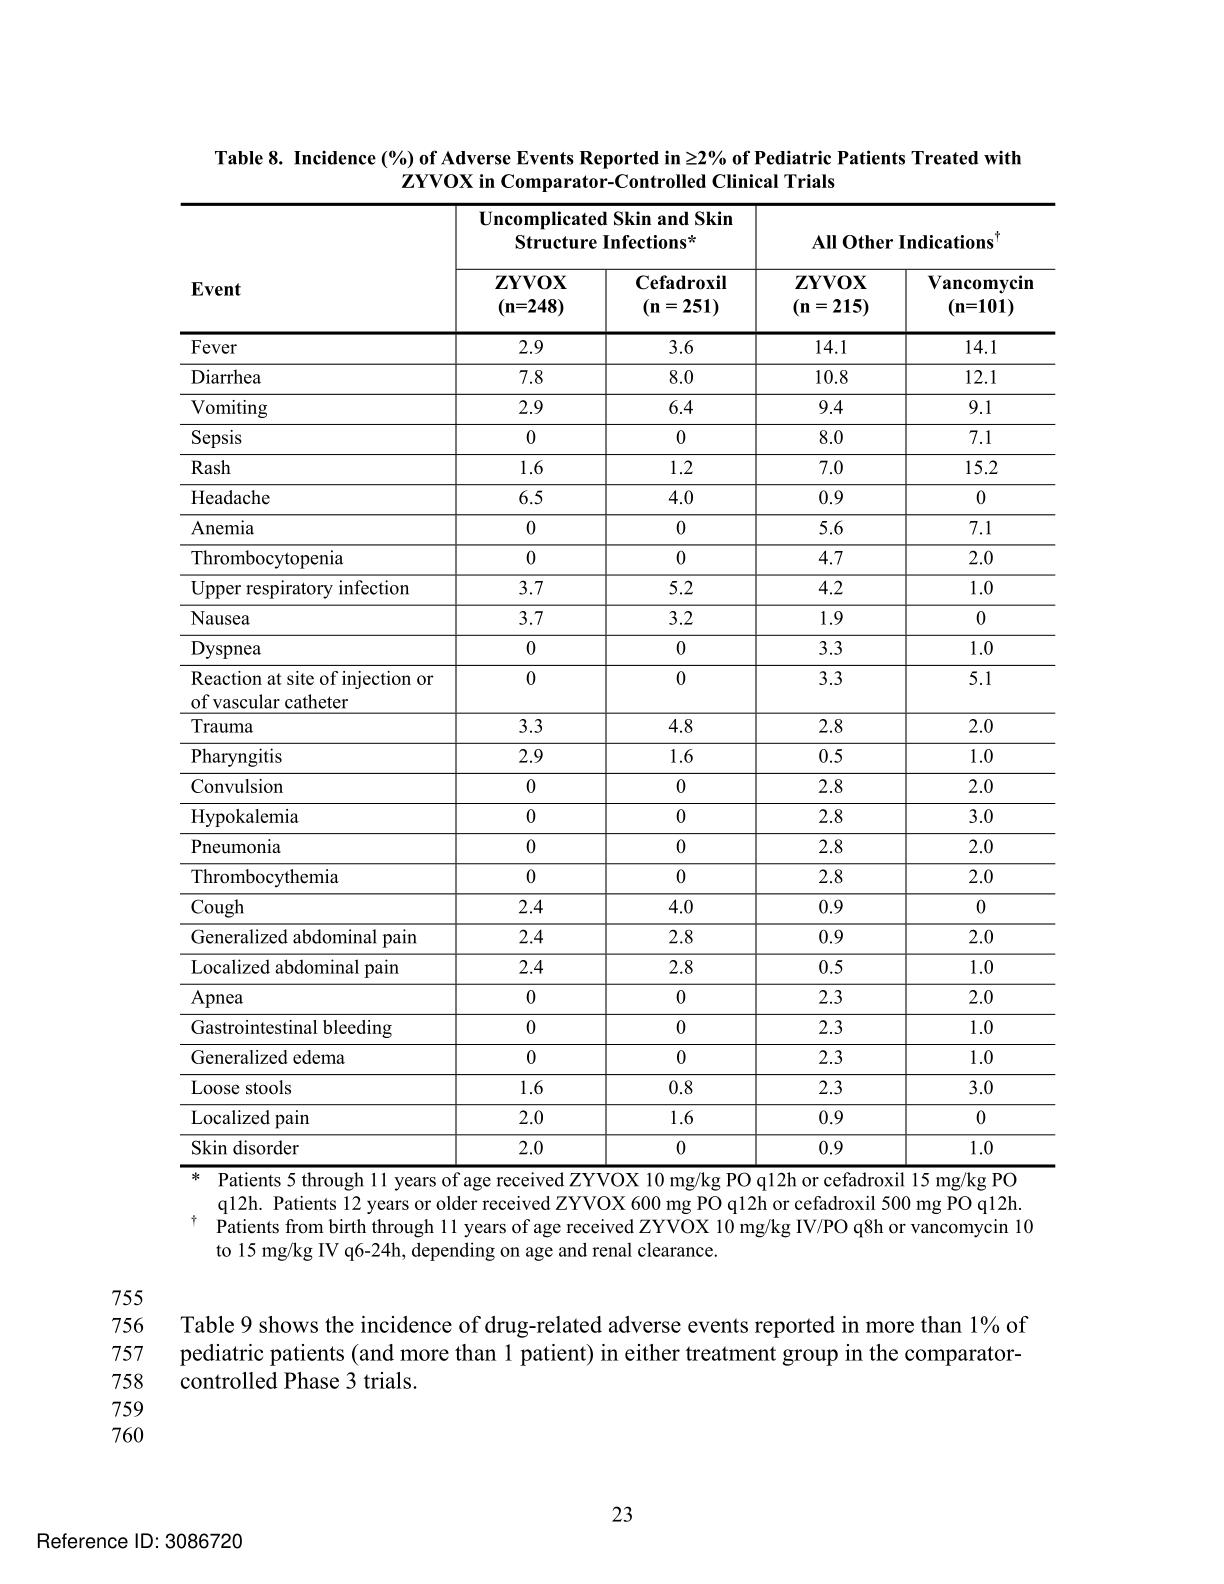 Table 8.  Incidence (%) of Adverse Events Reported in ≥2% of Pediatric Patients Treated with
ZYVOX in Comparator-Controlled Clinical Trials
Event
Uncomplicated Skin and Skin
Structure Infections*
All Other Indications†
ZYVOX
(n=248)
Cefadroxil
(n = 251)
ZYVOX
(n = 215)
Vancomycin
(n=101)
Fever 2.9 3.6 14.1 14.1
Diarrhea 7.8 8.0 10.8 12.1
Vomiting 2.9 6.4 9.4 9.1
Sepsis 0 0 8.0 7.1
Rash 1.6 1.2 7.0 15.2
Headache 6.5 4.0 0.9 0
Anemia 0 0 5.6 7.1
Thrombocytopenia 0 0 4.7 2.0
Upper respiratory infection 3.7 5.2 4.2 1.0
Nausea 3.7 3.2 1.9 0
Dyspnea 0 0 3.3 1.0
Reaction at site of injection or 0 0 3.3 5.1
of vascular catheter
Trauma 3.3 4.8 2.8 2.0
Pharyngitis 2.9 1.6 0.5 1.0
Convulsion 0 0 2.8 2.0
Hypokalemia 0 0 2.8 3.0
Pneumonia 0 0 2.8 2.0
Thrombocythemia 0 0 2.8 2.0
Cough 2.4 4.0 0.9 0
Generalized abdominal pain 2.4 2.8 0.9 2.0
Localized abdominal pain 2.4 2.8 0.5 1.0
Apnea 0 0 2.3 2.0
Gastrointestinal bleeding 0 0 2.3 1.0
Generalized edema 0 0 2.3 1.0
Loose stools 1.6 0.8 2.3 3.0
Localized pain 2.0 1.6 0.9 0
Skin disorder 2.0 0 0.9 1.0
* Patients 5 through 11 years of age received ZYVOX 10 mg/kg PO q12h or cefadroxil 15 mg/kg PO
q12h.  Patients 12 years or older received ZYVOX 600 mg PO q12h or cefadroxil 500 mg PO q12h.
† Patients from birth through 11 years of age received ZYVOX 10 mg/kg IV/PO q8h or vancomycin 10
to 15 mg/kg IV q6-24h, depending on age and renal clearance.
755
756 Table 9 shows the incidence of drug-related adverse events reported in more than 1% of
757 pediatric patients (and more than 1 patient) in either treatment group in the comparator-
758 controlled Phase 3 trials.
759
760
23
Reference ID: 3086720